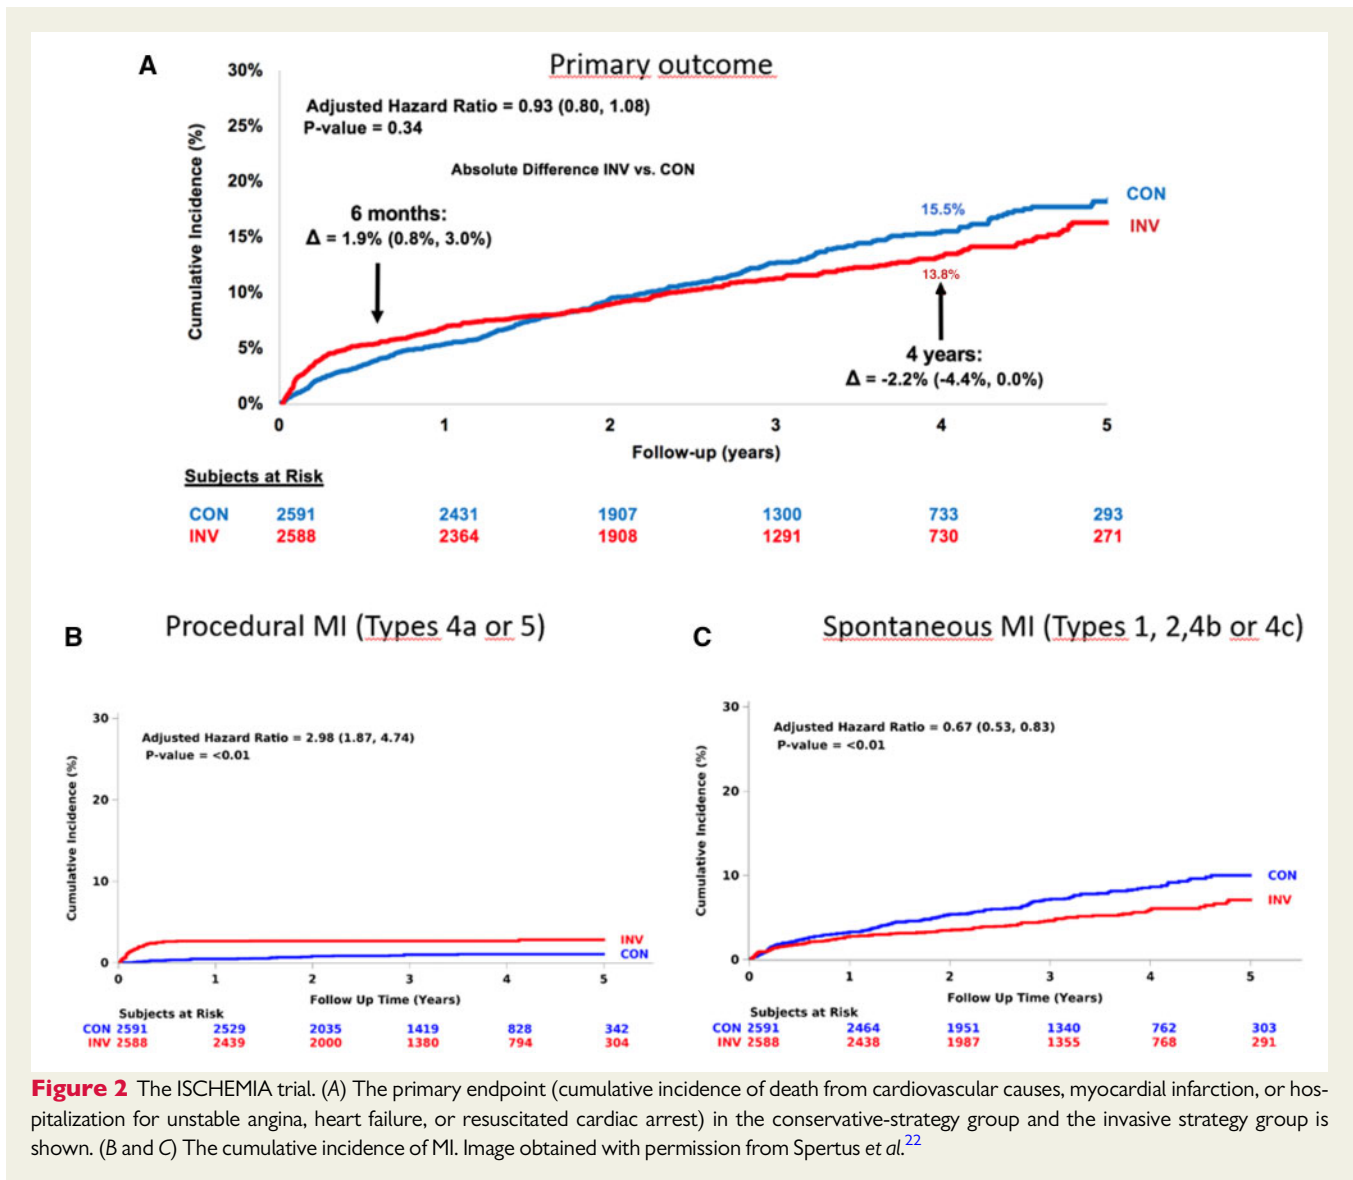 A
Primary outcome
30%
25%
20%
15%
10%
5%
0%
Cumulative Incidence (%)
Adjusted Hazard Ratio = 0.93 (0.80, 1.08)
P-value = 0.34
Absolute Difference INV vs. CON
6 months:
Δ = 1.9% (0.8%, 3.0%)
15.5%
CON
INV
13.8%
4 years:
Δ = -2.2% (-4.4%, 0.0%)
0 1 2 3 4 5
Follow-up (years)
Subjects at Risk
CON 2591 2431 1907 1300 733 293
INV 2588 2364 1908 1291 730 271
B
Procedural MI (Types 4a or 5)
30
20
10
0
Cumulative Incidence (%)
Adjusted Hazard Ratio = 2.98 (1.87, 4.74)
P-value = <0.01
INV
CON
0 1 2 3 4 5
Follow Up Time (Years)
Subjects at Risk
CON 2591 2529 2035 1419 828 342
INV 2588 2439 2000 1380 794 304
C
Spontaneous MI (Types 1, 2,4b or 4c)
30
20
10
0
Cumulative Incidence (%)
Adjusted Hazard Ratio = 0.67 (0.53, 0.83)
P-value = <0.01
CON
INV
0 1 2 3 4 5
Follow Up Time (Years)
Subjects at Risk
CON 2591 2464 1951 1340 762 303
INV 2588 2438 1987 1355 768 291
Figure 2 The ISCHEMIA trial. (A) The primary endpoint (cumulative incidence of death from cardiovascular causes, myocardial infarction, or hos-
pitalization for unstable angina, heart failure, or resuscitated cardiac arrest) in the conservative-strategy group and the invasive strategy group is
shown. (B and C) The cumulative incidence of MI. Image obtained with permission from Spertus et al.22